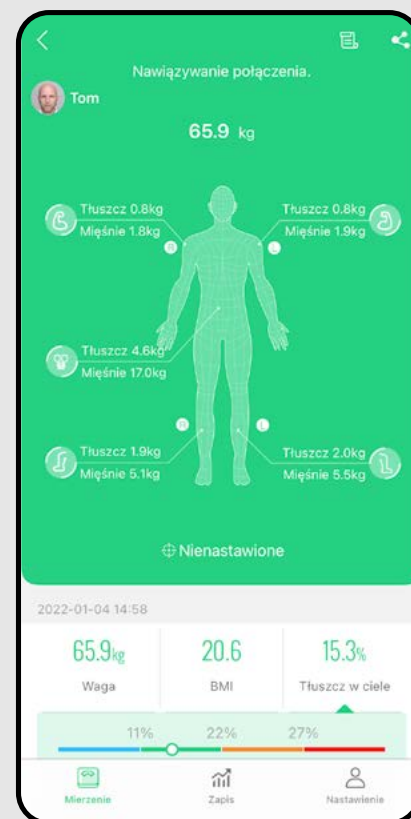 Nawiązywanie połączenia.
Tom
65.9 kg
Tłuszcz 0.8kg
Mięśnie 1.8kg
Tłuszcz 0.8kg
Mięśnie 1.9kg
R
L
Tłuszcz 4.6kg
Mięśnie 17.0kg
R
L
Tłuszcz 1.9kg
Mięśnie 5.1kg
Tłuszcz 2.0kg
Mięśnie 5.5kg
Nienastawione
2022-01-04 14:58
65.9kg
Waga
20.6
BMI
15.3%
Tłuszcz w ciele
11% 22% 27%
Mierzenie
Zapis
Nastawienie